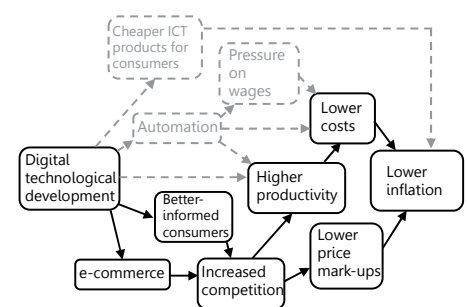 Cheaper ICT
products for
consumers
Pressure
on
wages
Automation
Lower
costs
Digital
technological
development
Higher
productivity
Lower
inflation
Better-
informed
consumers
Lower
price
mark-ups
e-commerce
Increased
competition